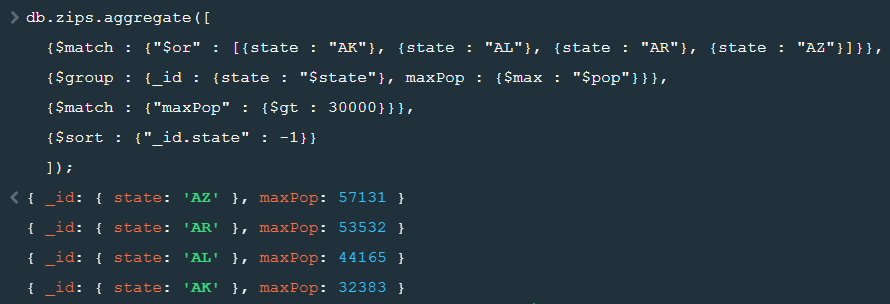 > db.zips.aggregate([
{$match : {"$or" : [{state : "AK"}, {state : "AL"}, {state : "AR"}, {state : "AZ"}]}},
{$group : {_id : {state : "$state"}, maxPop : {$max : "$pop"}}},
{$match : {"maxPop" : {$gt : 30000}}},
{$sort : {"_id.state" : -1}}
]);
< { _id: { state: 'AZ' }, maxPop: 57131 }
{ _id: { state: 'AR' }, maxPop: 53532 }
{ _id: { state: 'AL' }, maxPop: 44165 }
{ _id: { state: 'AK' }, maxPop: 32383 }